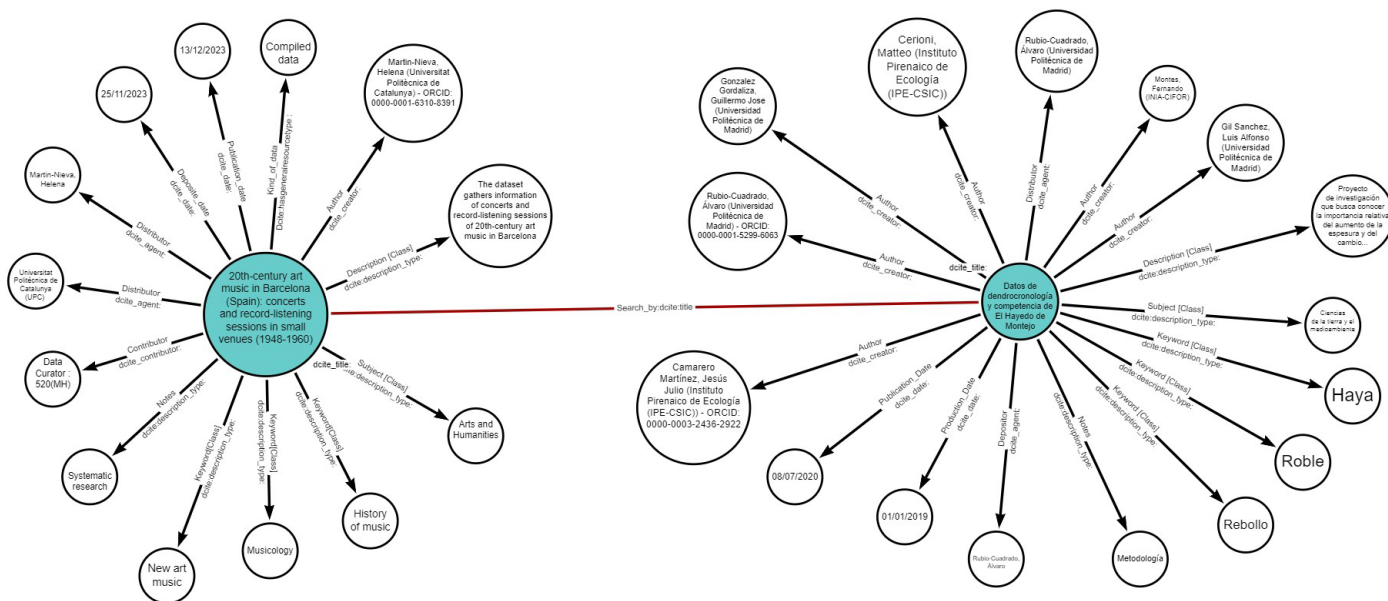 13/12/2023
Compiled
data
25/11/2023
Martin-Nieva,
Helena (Universitat
Politècnica de
Catalunya) - ORCID:
0000-0001-6310-8391
Martin-Nieva,
Helena
The dataset
gathers information
of concerts and
record-listening
sessions of
20th-century art
music in Barcelona
Universitat
Politécnica de
Catalunya
(UPC)
Data
Curator :
520(MH)
Systematic
research
New art
music
Musicology
History
of music
Arts and
Humanities
20th-century art
music in Barcelona
(Spain): concerts
and record-listening
sessions in small
venues (1948-1960)
dcite_title:
Publication_date
dcite_date:
Kind_of_data
Dcite:hasgeneralresourcetype :
Author
dcite_creator:
Deposite_date
dcite_date:
Distributor
dcite_agent:
Description [Class]
dcite:description_type:
Distributor
dcite_agent:
Contributor
dcite_contributor:
Notes
dcite:description_type:
Keyword[Class]
dcite:description_type:
Keyword[Class]
dcite:description_type:
Keyword[Class]
dcite:description_type:
Subject [Class]
dcite:description_type:
Search_by:dcite:title
Gonzalez
Gordaliza,
Guillermo Jose
(Universidad
Politécnica de
Madrid)
Cerioni,
Matteo (Instituto
Pirenaico de
Ecología
(IPE-CSIC))
Rubio-Cuadrado,
Álvaro (Universidad
Politécnica de
Madrid)
Montes,
Fernando
(INIA-CIFOR)
Gil Sanchez,
Luis Alfonso
(Universidad
Politécnica de
Madrid)
Rubio-Cuadrado,
Álvaro (Universidad
Politécnica de
Madrid) - ORCID:
0000-0001-5299-6063
Proyecto
de investigación
que busca conocer
la importancia relativa
del aumento de la
espesura y del
cambio...
Ciencias
de la tierra y el
medioambiente
Haya
Roble
Rebollo
Metodología
Rubio-Cuadrado,
Álvaro
01/01/2019
08/07/2020
Camarero
Martínez, Jesús
Julio (Instituto
Pirenaico de Ecología
(IPE-CSIC)) - ORCID:
0000-0003-2436-2922
dcite_title:
Datos de
dendrocronología
y competencia de
El Hayedo de
Montejo
Author
dcite_creator:
Author
dcite_creator:
Distributor
dcite_agent:
Author
dcite_creator:
Author
dcite_creator:
Author
dcite_creator:
Description [Class]
dcite:description_type:
Subject [Class]
dcite:description_type:
Keyword [Class]
dcite:description_type:
Keyword [Class]
dcite:description_type:
Keyword [Class]
dcite:description_type:
Notes
dcite:description_type:
Depositor
dcite_agent:
Production_Date
dcite_date:
Publication_Date
dcite_date:
Author
dcite_creator: